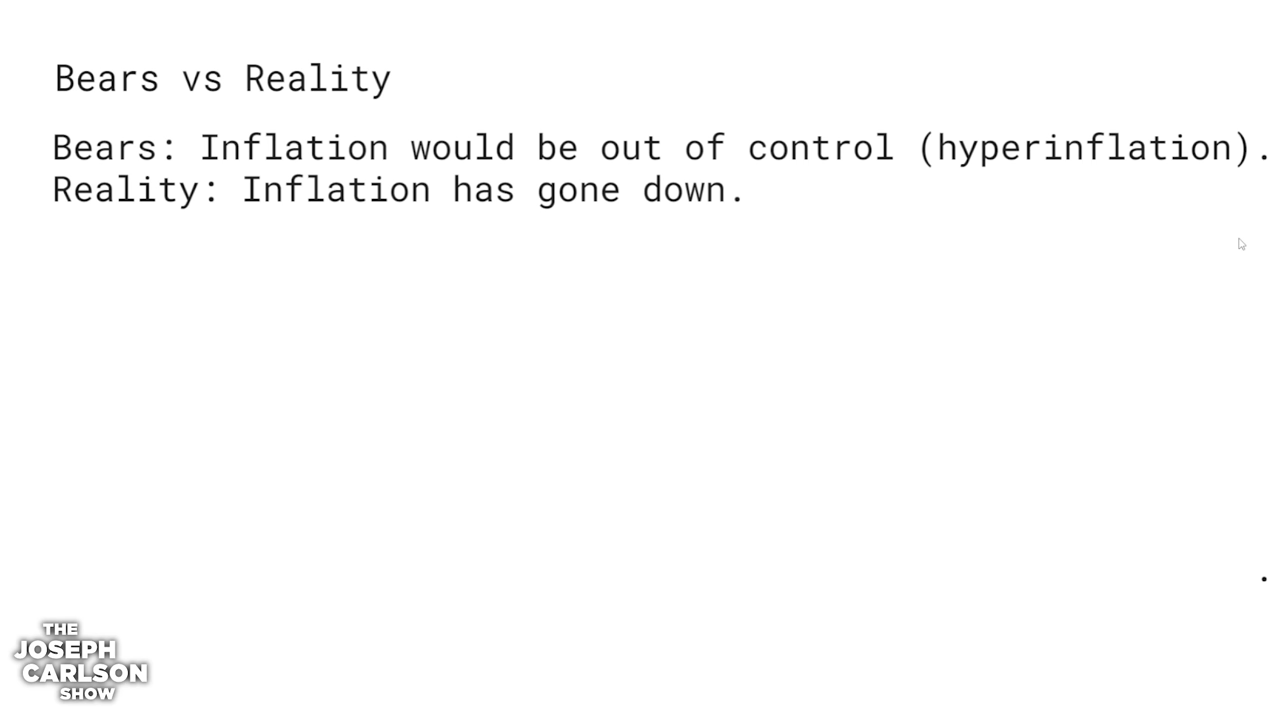 Bears vs Reality
Bears: Inflation would be out of control (hyperinflation).
Reality: Inflation has gone down.
.
THE
JOSEPH
CARLSON
SHOW